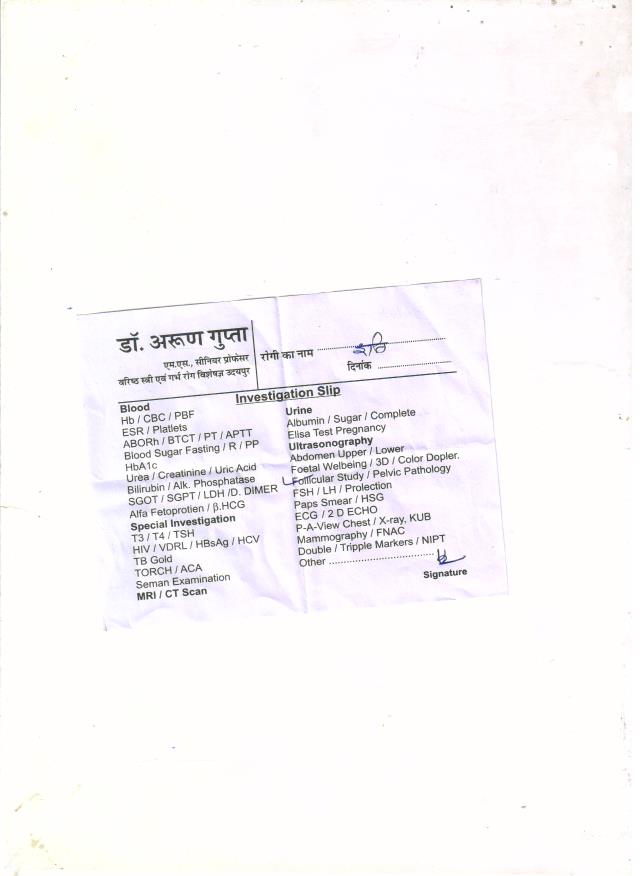 डॉ. अरूण गुप्ता
एम.एस., सीनियर प्रोफेसर
वरिष्ठ स्त्री एवं गर्भ रोग विशेषज्ञ उदयपुर
रोगी का नाम
दिनांक
Investigation Slip
Blood
Hb / CBC / PBF
ESR / Platlets
ABORh / BTCT / PT / APTT
Blood Sugar Fasting / R / PP
HbA1c
Urea / Creatinine / Uric Acid
Bilirubin / Alk. Phosphatase
SGOT / SGPT / LDH /D. DIMER
Alfa Fetoprotien / β.HCG
Special Investigation
T3 / T4 / TSH
HIV / VDRL / HBsAg / HCV
TB Gold
TORCH / ACA
Seman Examination
MRI / CT Scan
Urine
Albumin / Sugar / Complete
Elisa Test Pregnancy
Ultrasonography
Abdomen Upper / Lower
Foetal Welbeing / 3D / Color Dopler.
Follicular Study / Pelvic Pathology
FSH / LH / Prolection
Paps Smear / HSG
ECG / 2 D ECHO
P-A-View Chest / X-ray, KUB
Mammography / FNAC
Double / Tripple Markers / NIPT
Other ..................................
Signature